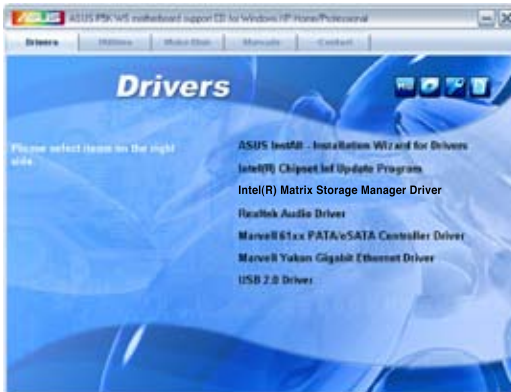 ASUS P5K WS motherboard support CD for Windows XP Home/Professional
Drivers Utilities Make Disk Manuals Contact
Drivers
Please select items on the right side.
ASUS InstAll - Installation Wizard for Drivers
Intel(R) Chipset Inf Update Program
Intel(R) Matrix Storage Manager Driver
Realtek Audio Driver
Marvell 61xx PATA/eSATA Controller Driver
Marvell Yukon Gigabit Ethernet Driver
USB 2.0 Driver